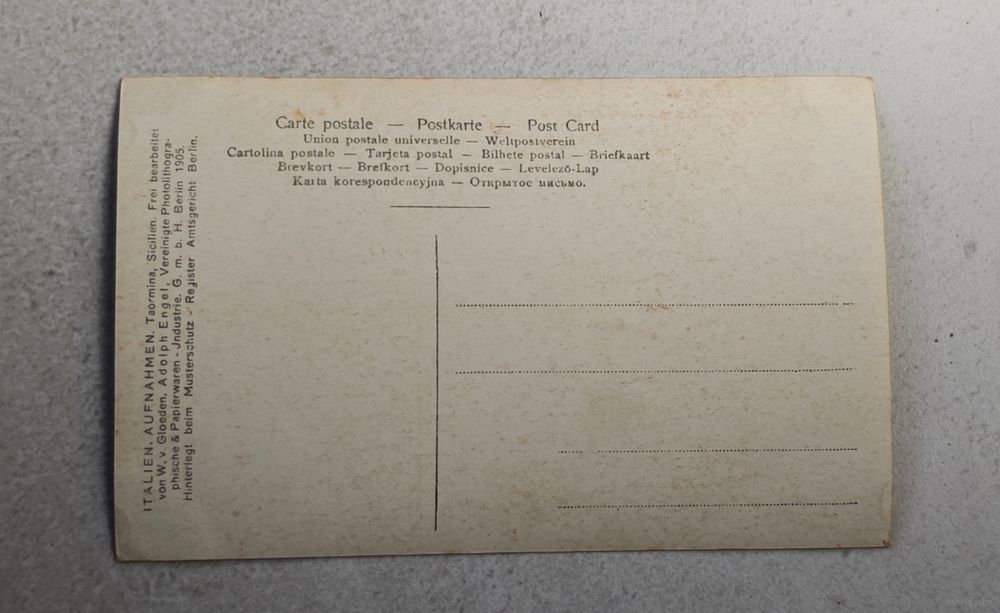 Carte postale — Postkarte — Post Card
Union postale universelle — Weltpostverein
Cartolina postale — Tarjeta postal — Bilhete postal — Briefkaart
Brevkort — Brefkort — Dopisnice — Levelező-Lap
Karta korespondencyjna — Открытое письмо.
ITALIEN. AUFNAHMEN. Taormina, Sicilien. Frei bearbeitet
von W. v. Gloeden. Adolph Engel, Vereinigte Photolithogra-
phische & Papierwaren-Jndustrie. G. m. b. H. Berlin 1905.
Hinterlegt beim Musterschutz - Register Amtsgericht Berlin.